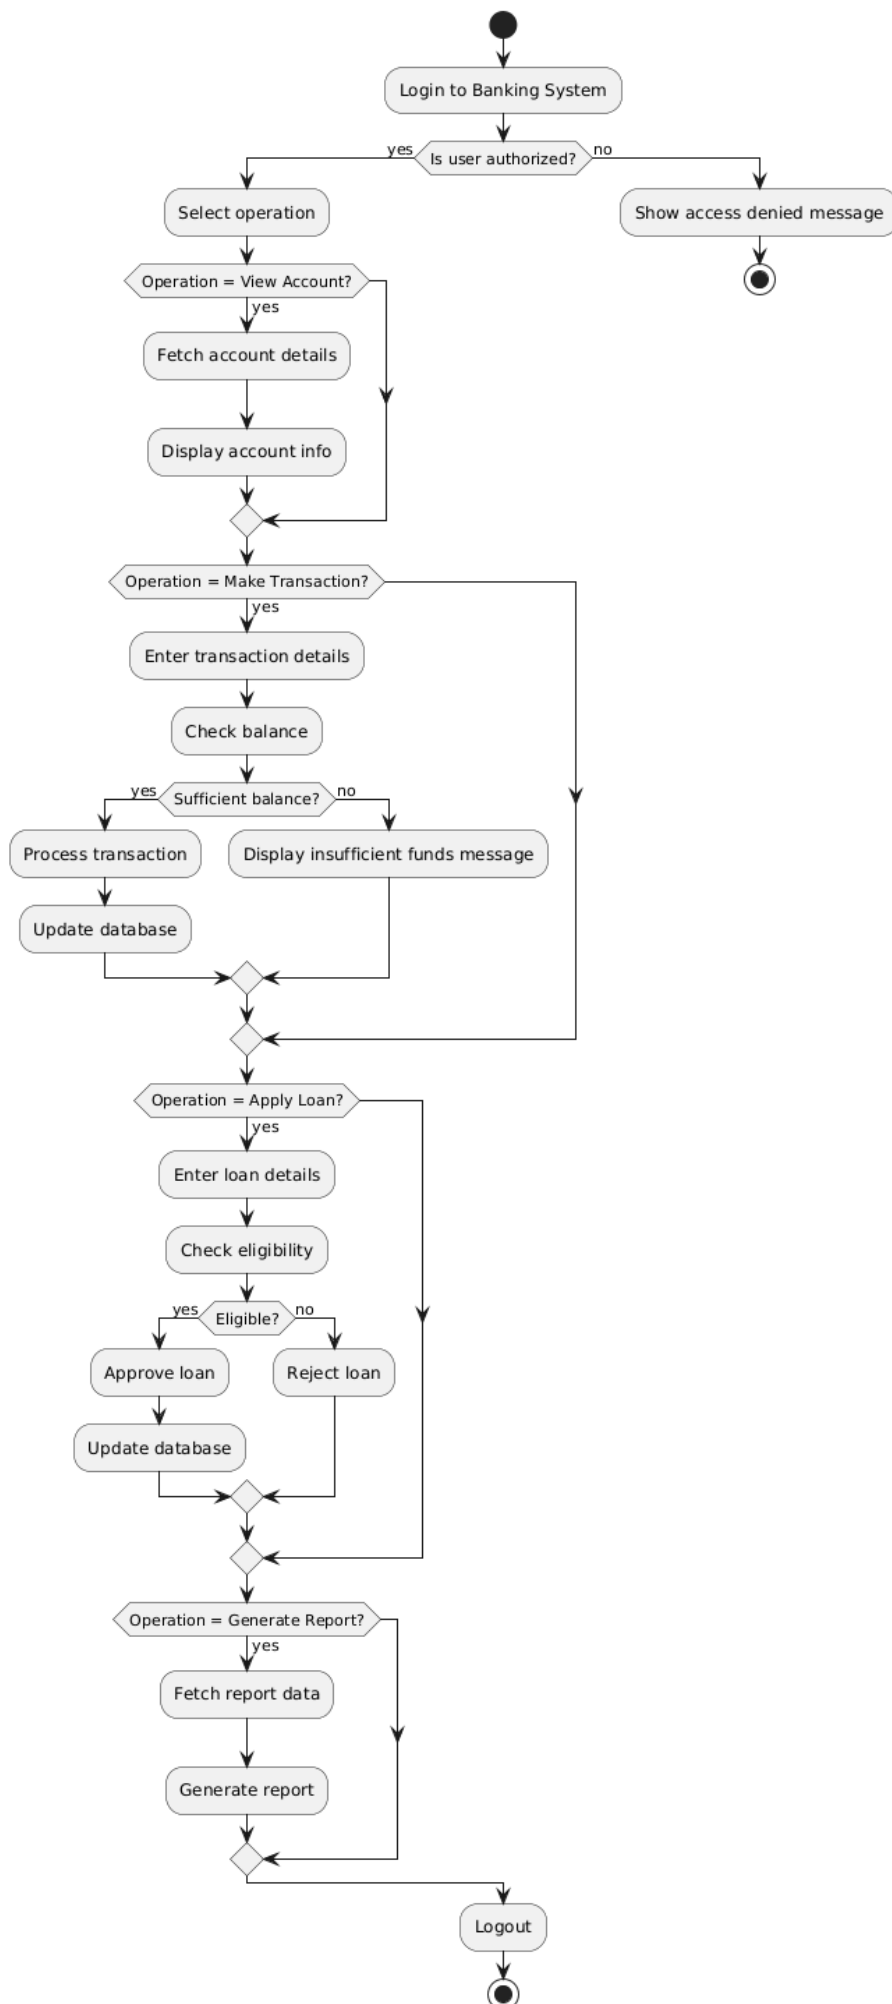 Login to Banking System
yes
Is user authorized?
no
Select operation
Show access denied message
Operation = View Account?
yes
Fetch account details
Display account info
Operation = Make Transaction?
yes
Enter transaction details
Check balance
yes
Sufficient balance?
no
Process transaction
Display insufficient funds message
Update database
Operation = Apply Loan?
yes
Enter loan details
Check eligibility
yes
Eligible?
no
Approve loan
Reject loan
Update database
Operation = Generate Report?
yes
Fetch report data
Generate report
Logout